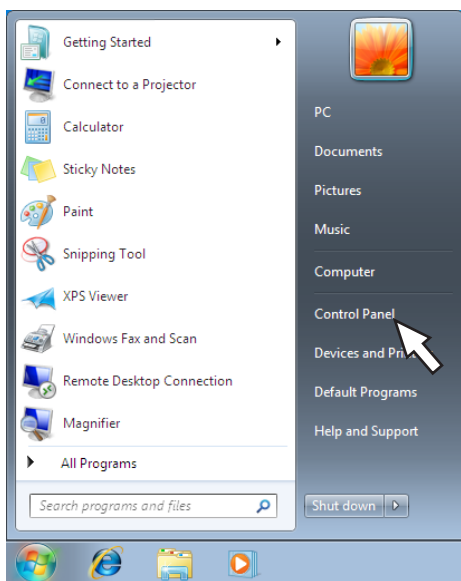 Getting Started
Connect to a Projector
Calculator
Sticky Notes
Paint
Snipping Tool
XPS Viewer
Windows Fax and Scan
Remote Desktop Connection
Magnifier
All Programs
Search programs and files
PC
Documents
Pictures
Music
Computer
Control Panel
Devices and
Default Programs
Help and Support
Shut down